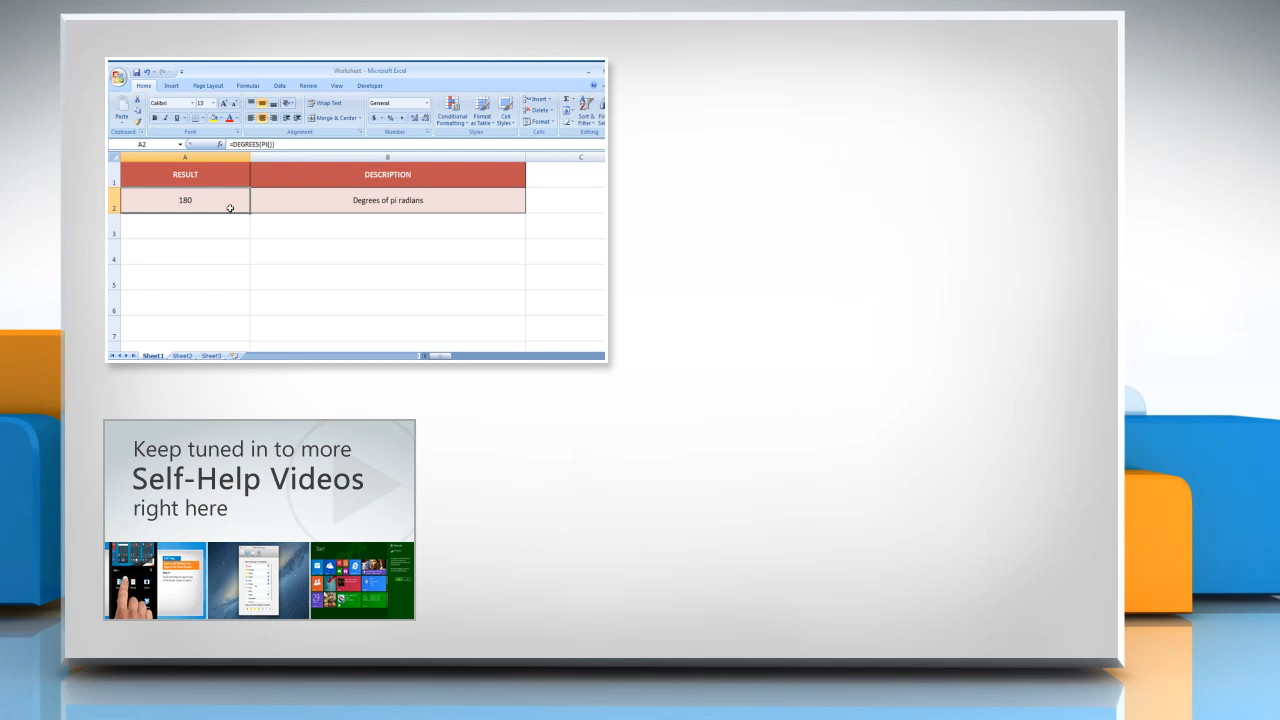 Worksheet - Microsoft Excel
Home Insert Page Layout Formulas Data Review View Developer
Calibri 13 Wrap Text General Insert
Paste Merge & Center Conditional Formatting Format as Table Cell Styles Delete Sort & Filter
Format
Clipboard Font Alignment Number Styles Cells Editing
A2 =DEGREES(PI())
A B C
1 RESULT DESCRIPTION
2 180 Degrees of pi radians
3
4
5
6
7
Sheet1 Sheet2 Sheet3
Keep tuned in to more
Self-Help Videos
right here
Start